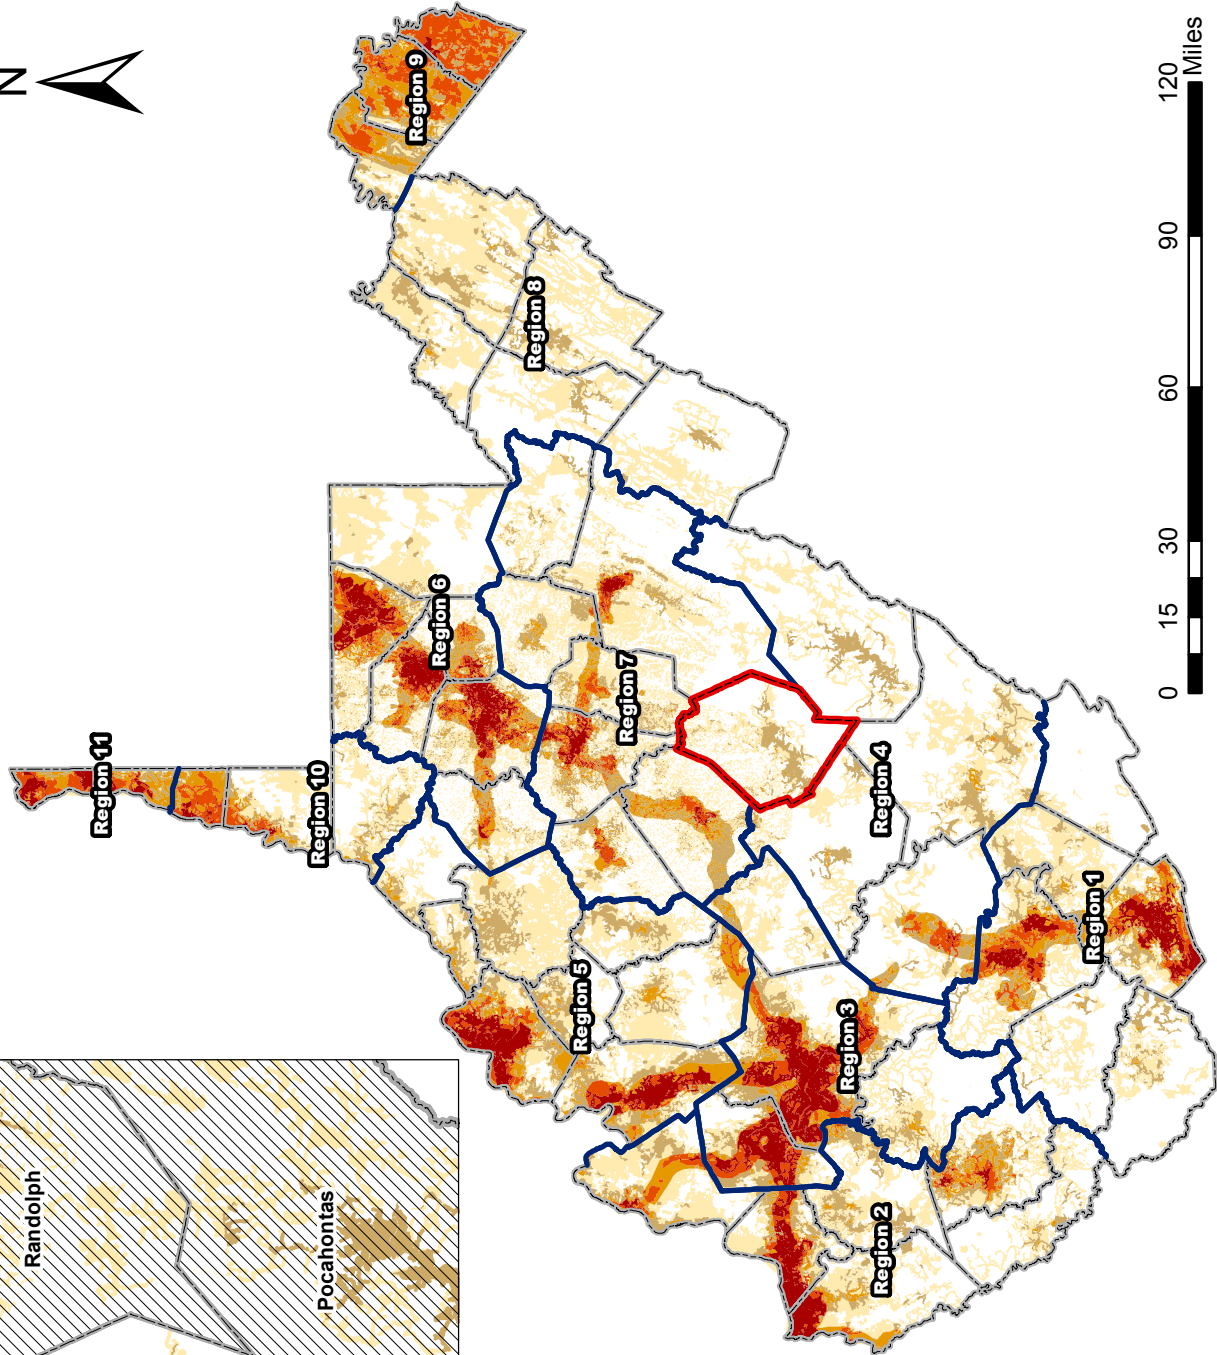 N
Region 9
Region 8
Region 6
Region 11
Region 10
Region 7
Region 5
Region 4
Region 3
Region 1
Region 2
Randolph
Pocahontas
0 15 30 60 90 120
Miles